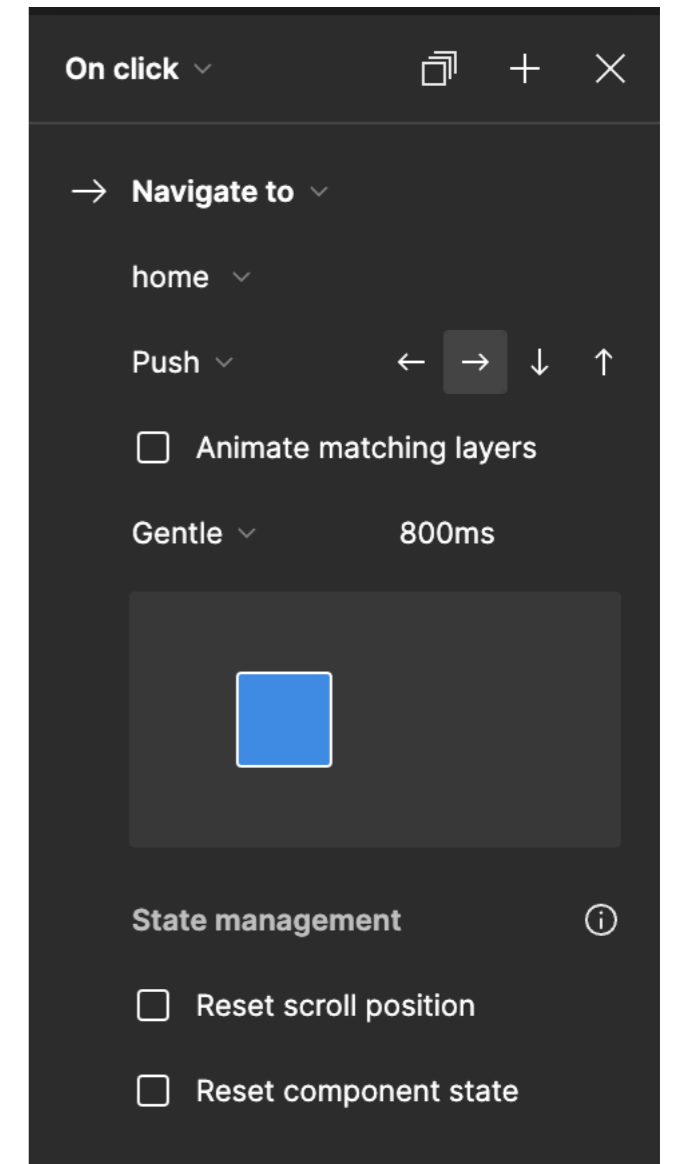 On click
Navigate to
home
Push
Animate matching layers
Gentle 800ms
State management
Reset scroll position
Reset component state